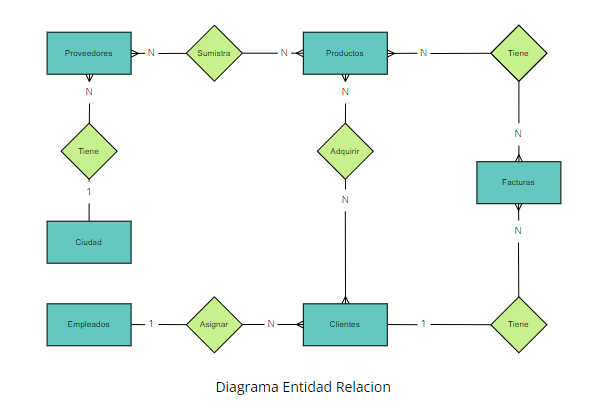 Proveedores N Sumistra N Productos N Tiene
N N N
Tiene Adquirir
1 N Facturas
N
Ciudad
Empleados 1 Asignar N Clientes 1 Tiene
Diagrama Entidad Relacion